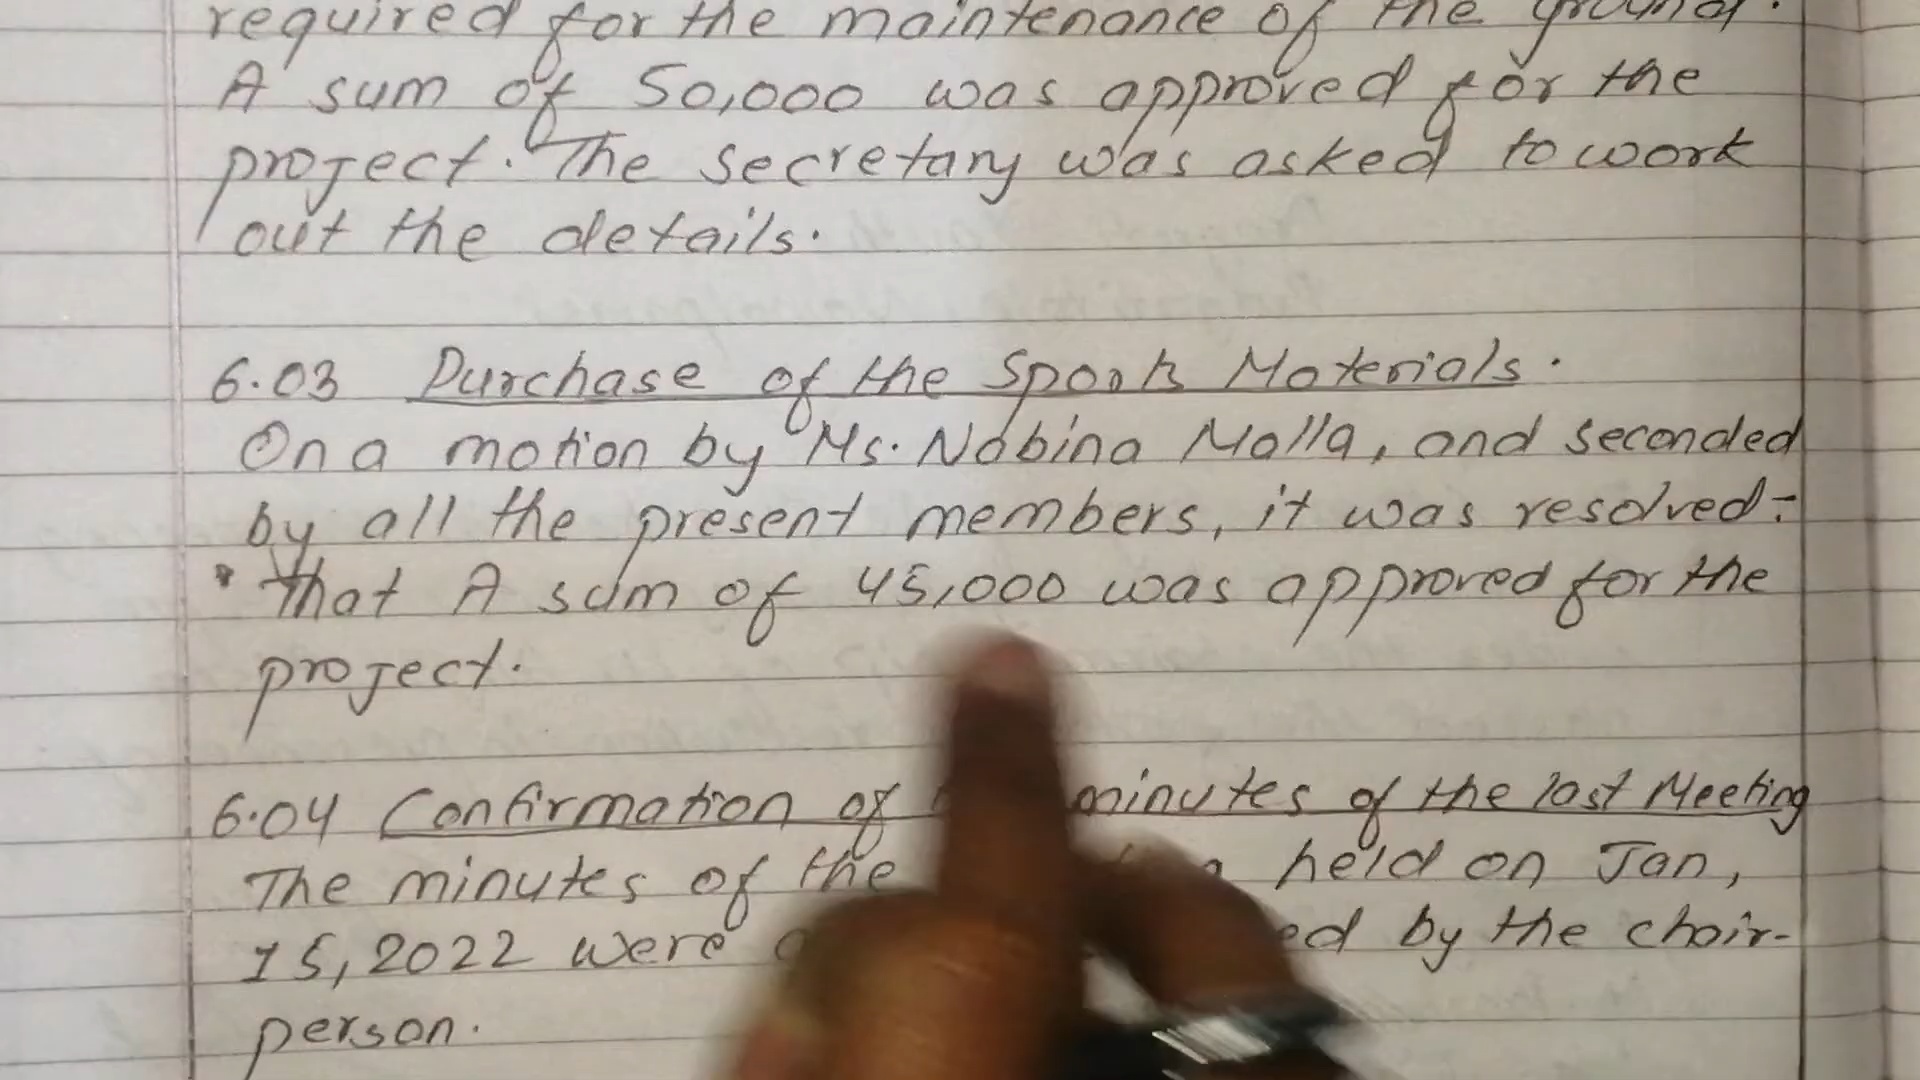 required for the maintenance of the ground.
A sum of 50,000 was approved for the
project. The secretary was asked to work
out the details.
6.03 Purchase of the Sports Materials.
On a motion by Ms. Nabina Malla, and seconded
by all the present members, it was resolved:
• That A sum of 45,000 was approved for the
project.
6.04 Confirmation of minutes of the last Meeting
The minutes of the held on Jan,
15, 2022 were by the chair-
person.